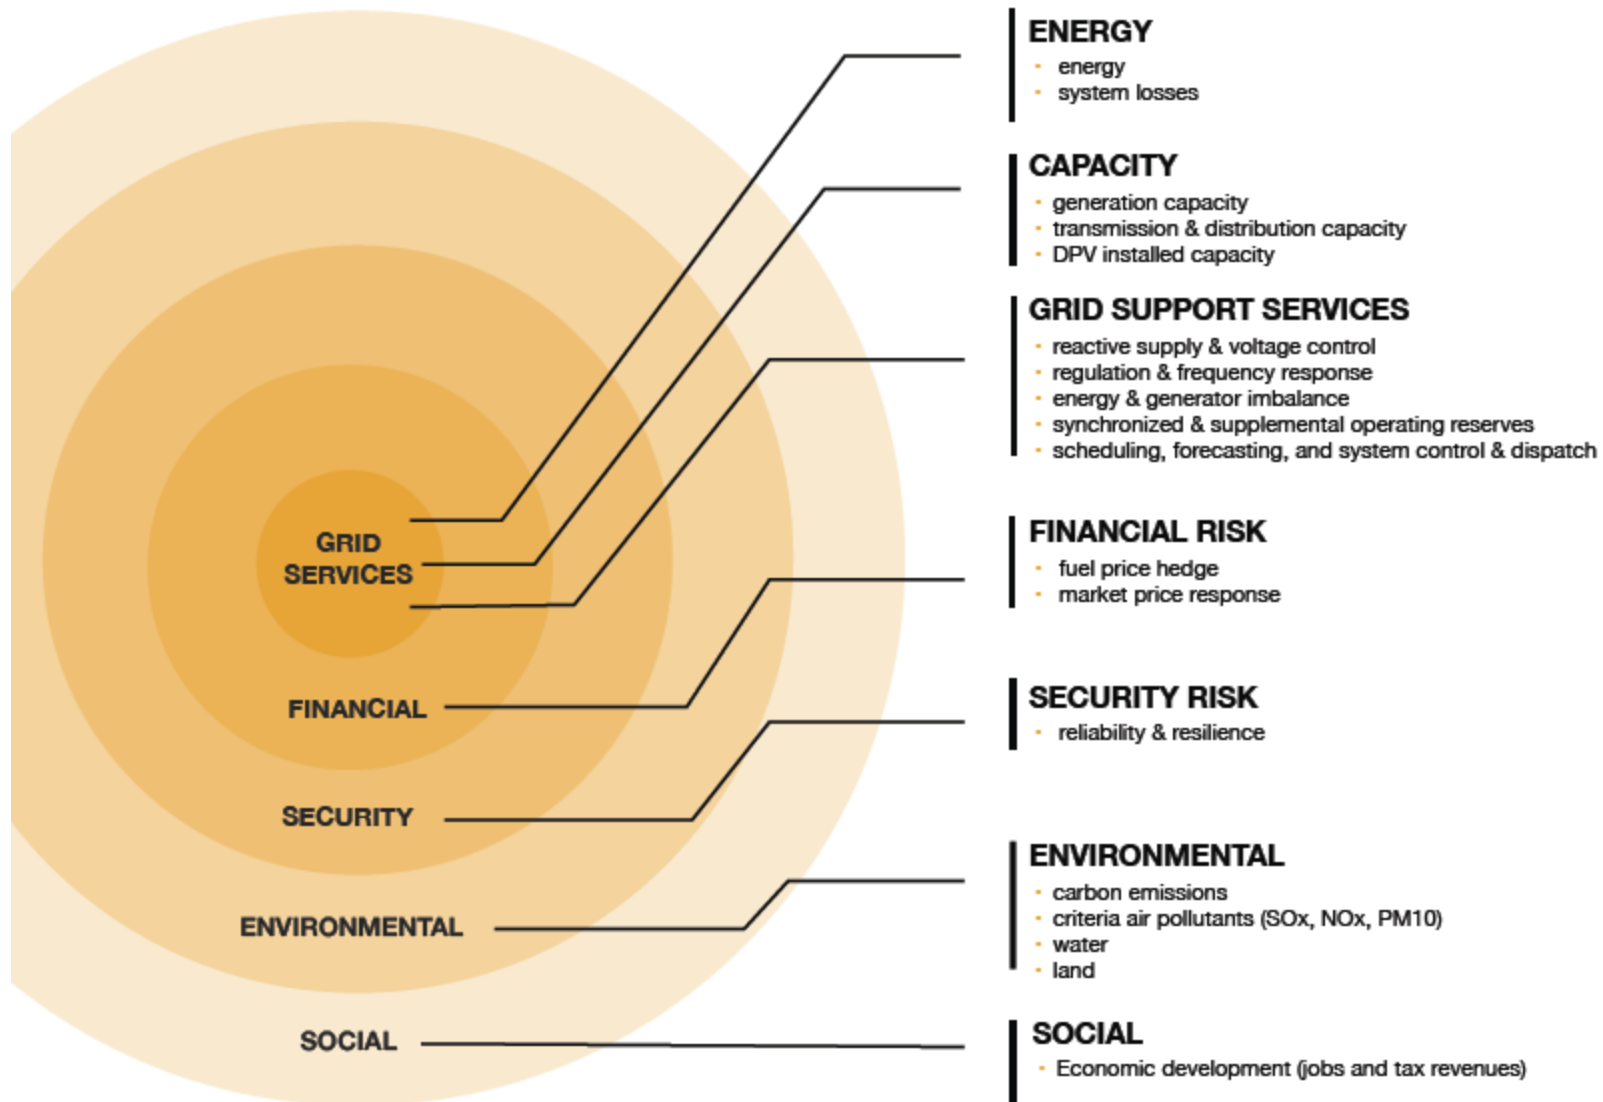 ENERGY
energy
system losses
CAPACITY
generation capacity
transmission & distribution capacity
DPV installed capacity
GRID SUPPORT SERVICES
reactive supply & voltage control
regulation & frequency response
energy & generator imbalance
synchronized & supplemental operating reserves
scheduling, forecasting, and system control & dispatch
GRID
SERVICES
FINANCIAL RISK
fuel price hedge
market price response
FINANCIAL
SECURITY RISK
reliability & resilience
SECURITY
ENVIRONMENTAL
carbon emissions
criteria air pollutants (SOx, NOx, PM10)
water
land
ENVIRONMENTAL
SOCIAL
Economic development (jobs and tax revenues)
SOCIAL